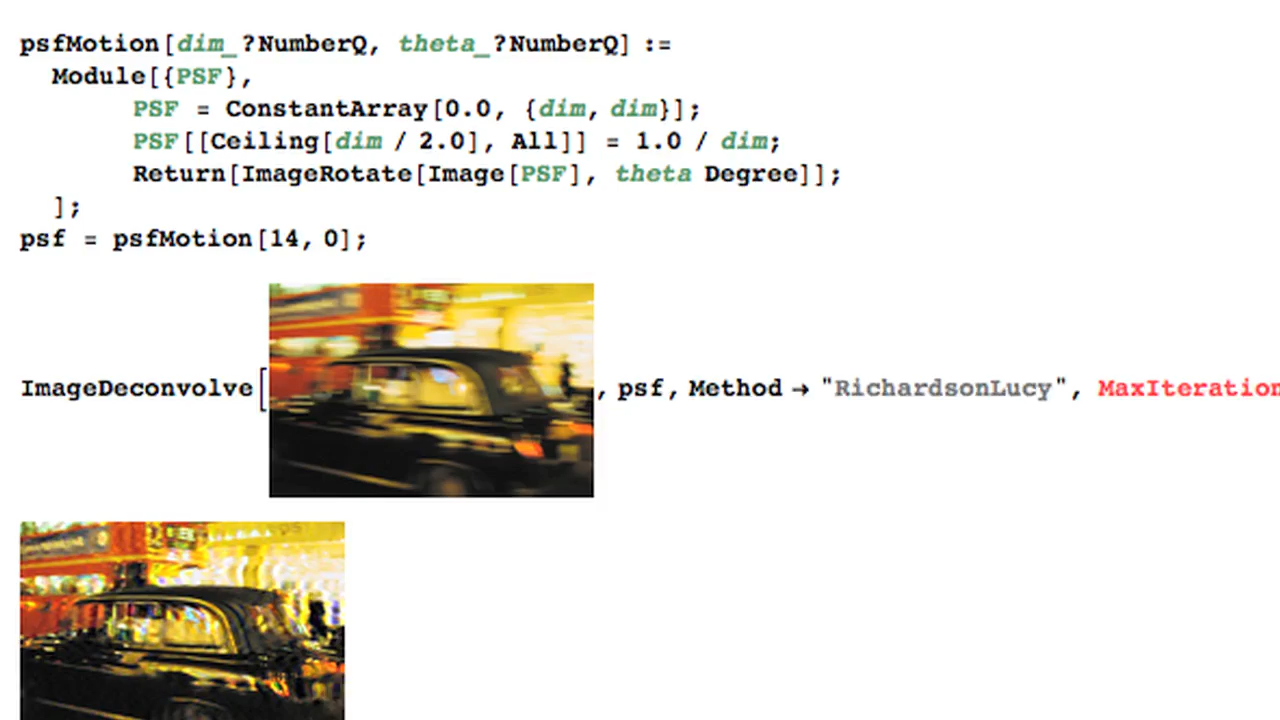 psfMotion[dim_?NumberQ, theta_?NumberQ] :=
Module[{PSF},
PSF = ConstantArray[0.0, {dim, dim}];
PSF[[Ceiling[dim / 2.0], All]] = 1.0 / dim;
Return[ImageRotate[Image[PSF], theta Degree]];
];
psf = psfMotion[14, 0];
ImageDeconvolve[ , psf, Method → "RichardsonLucy", MaxIteration